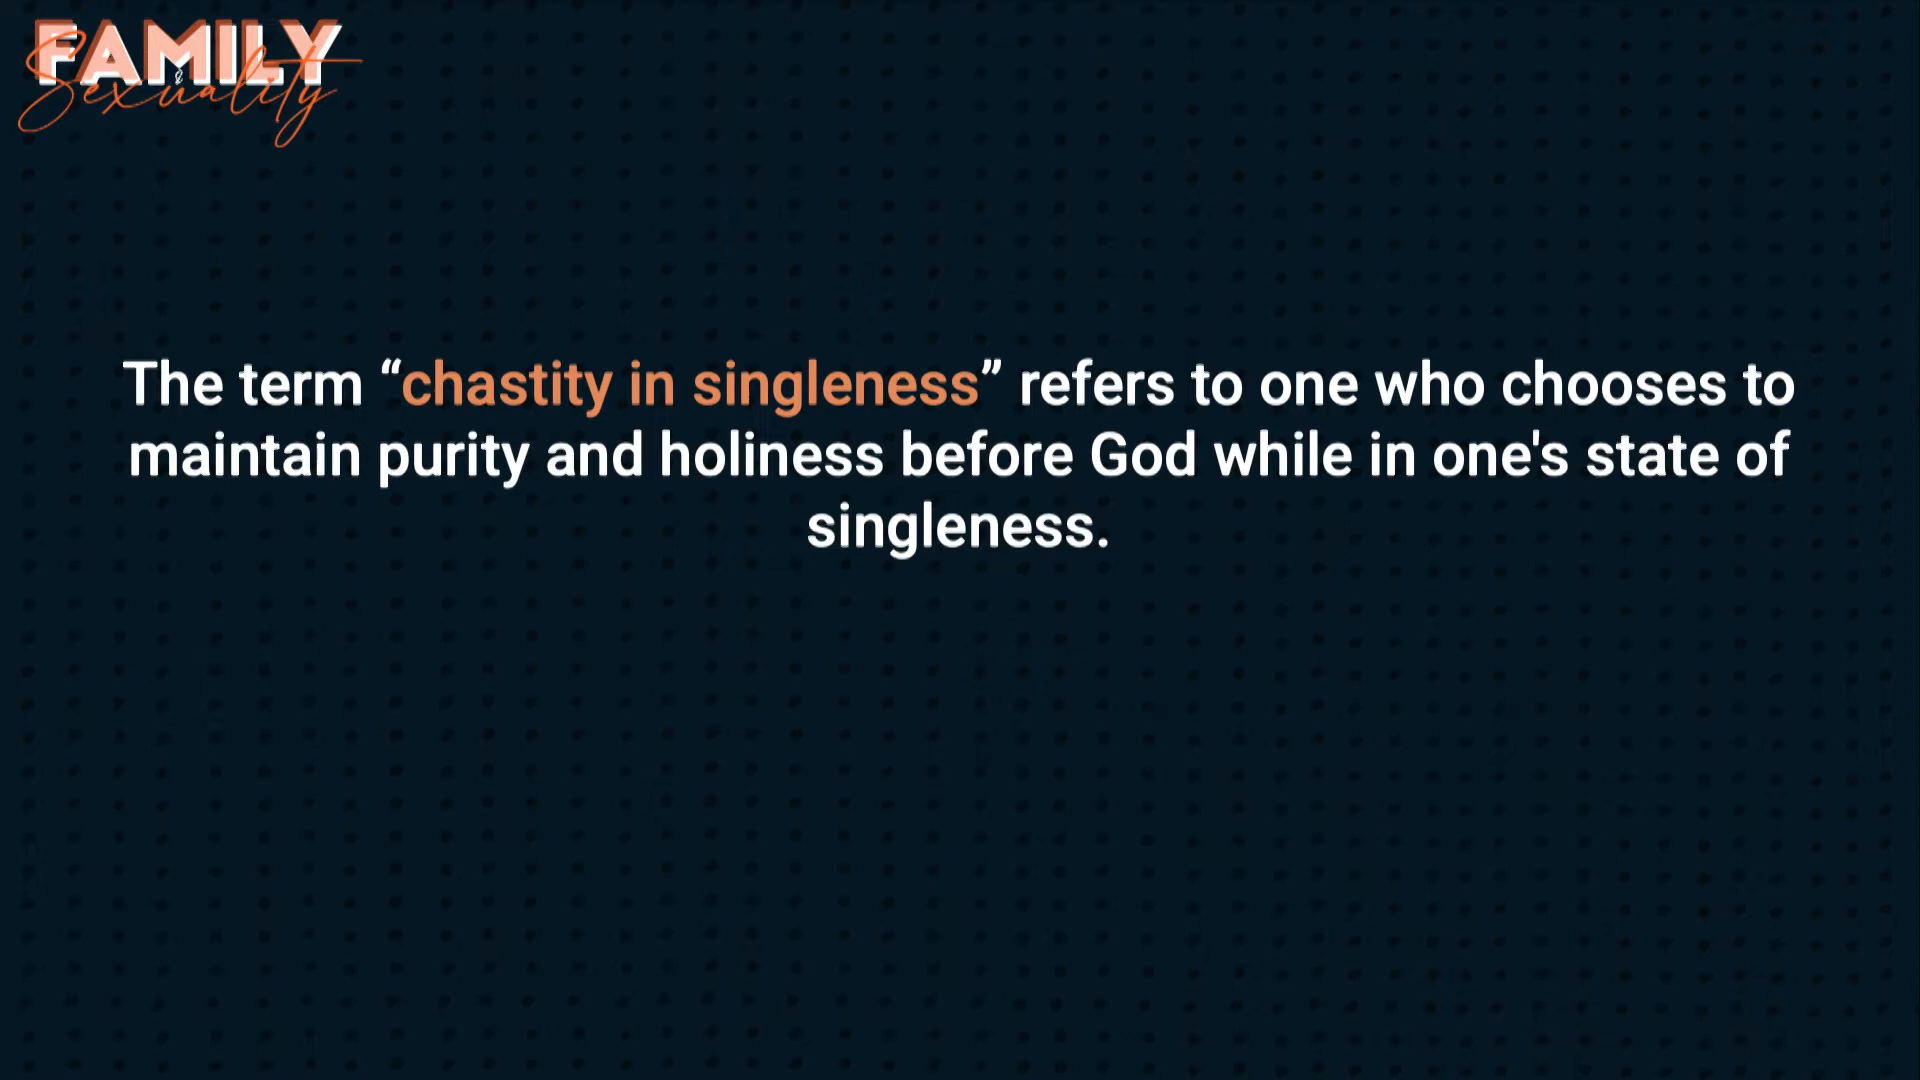 FAMILY
&
Sexuality
The term “chastity in singleness” refers to one who chooses to
maintain purity and holiness before God while in one's state of
singleness.